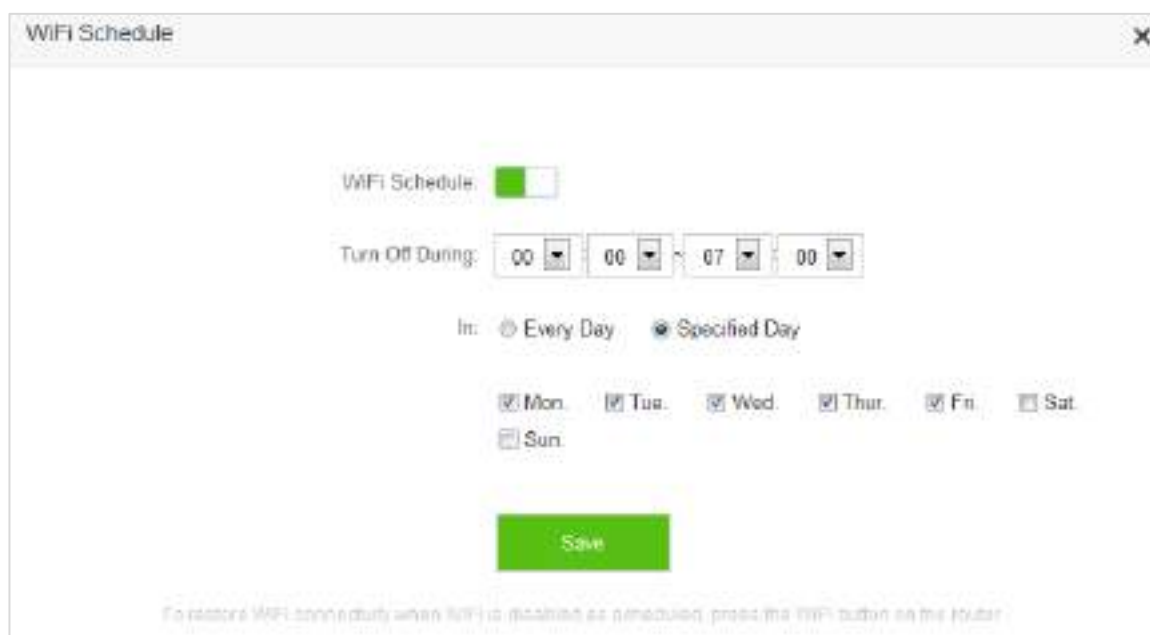 WiFi Schedule
WiFi Schedule:
Turn Off During: 00 : 00 ~ 07 : 00
In: Every Day Specified Day
Mon. Tue. Wed. Thur. Fri. Sat.
Sun.
Save
To restore WiFi connectivity when WiFi is disabled as scheduled, press the WiFi button on the router.